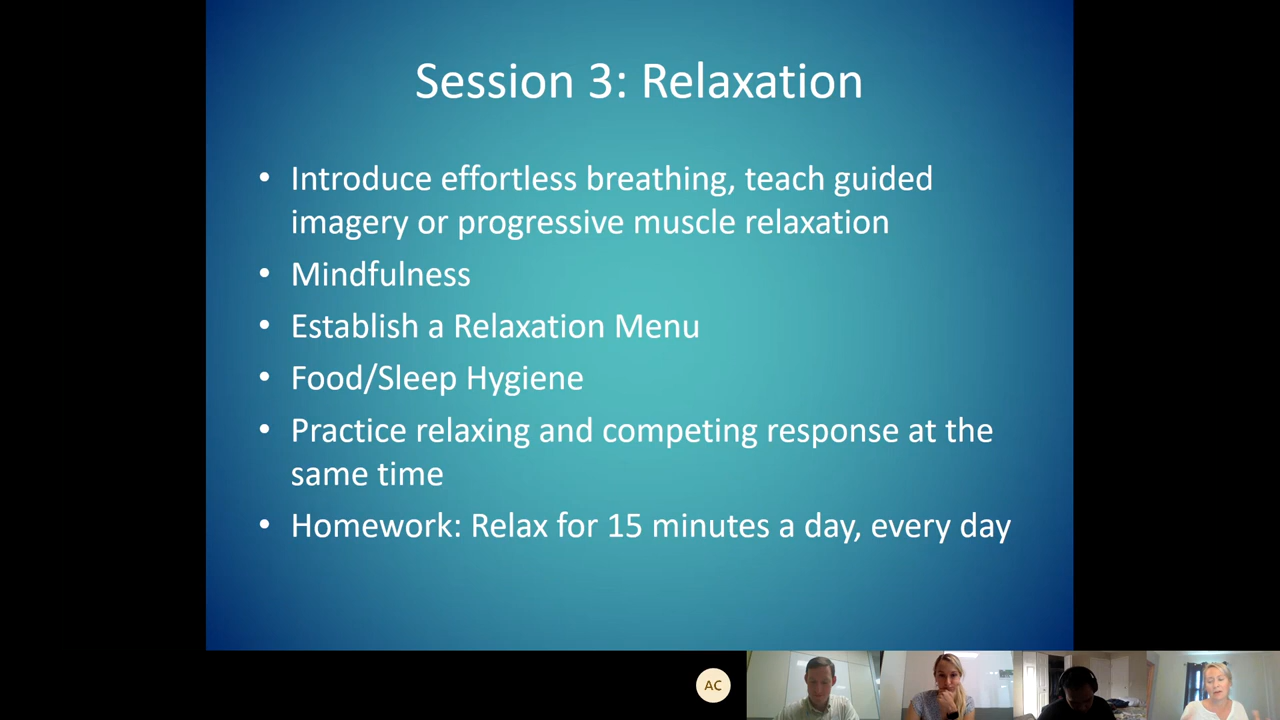 Session 3: Relaxation
• Introduce effortless breathing, teach guided
imagery or progressive muscle relaxation
• Mindfulness
• Establish a Relaxation Menu
• Food/Sleep Hygiene
• Practice relaxing and competing response at the
same time
• Homework: Relax for 15 minutes a day, every day
AC